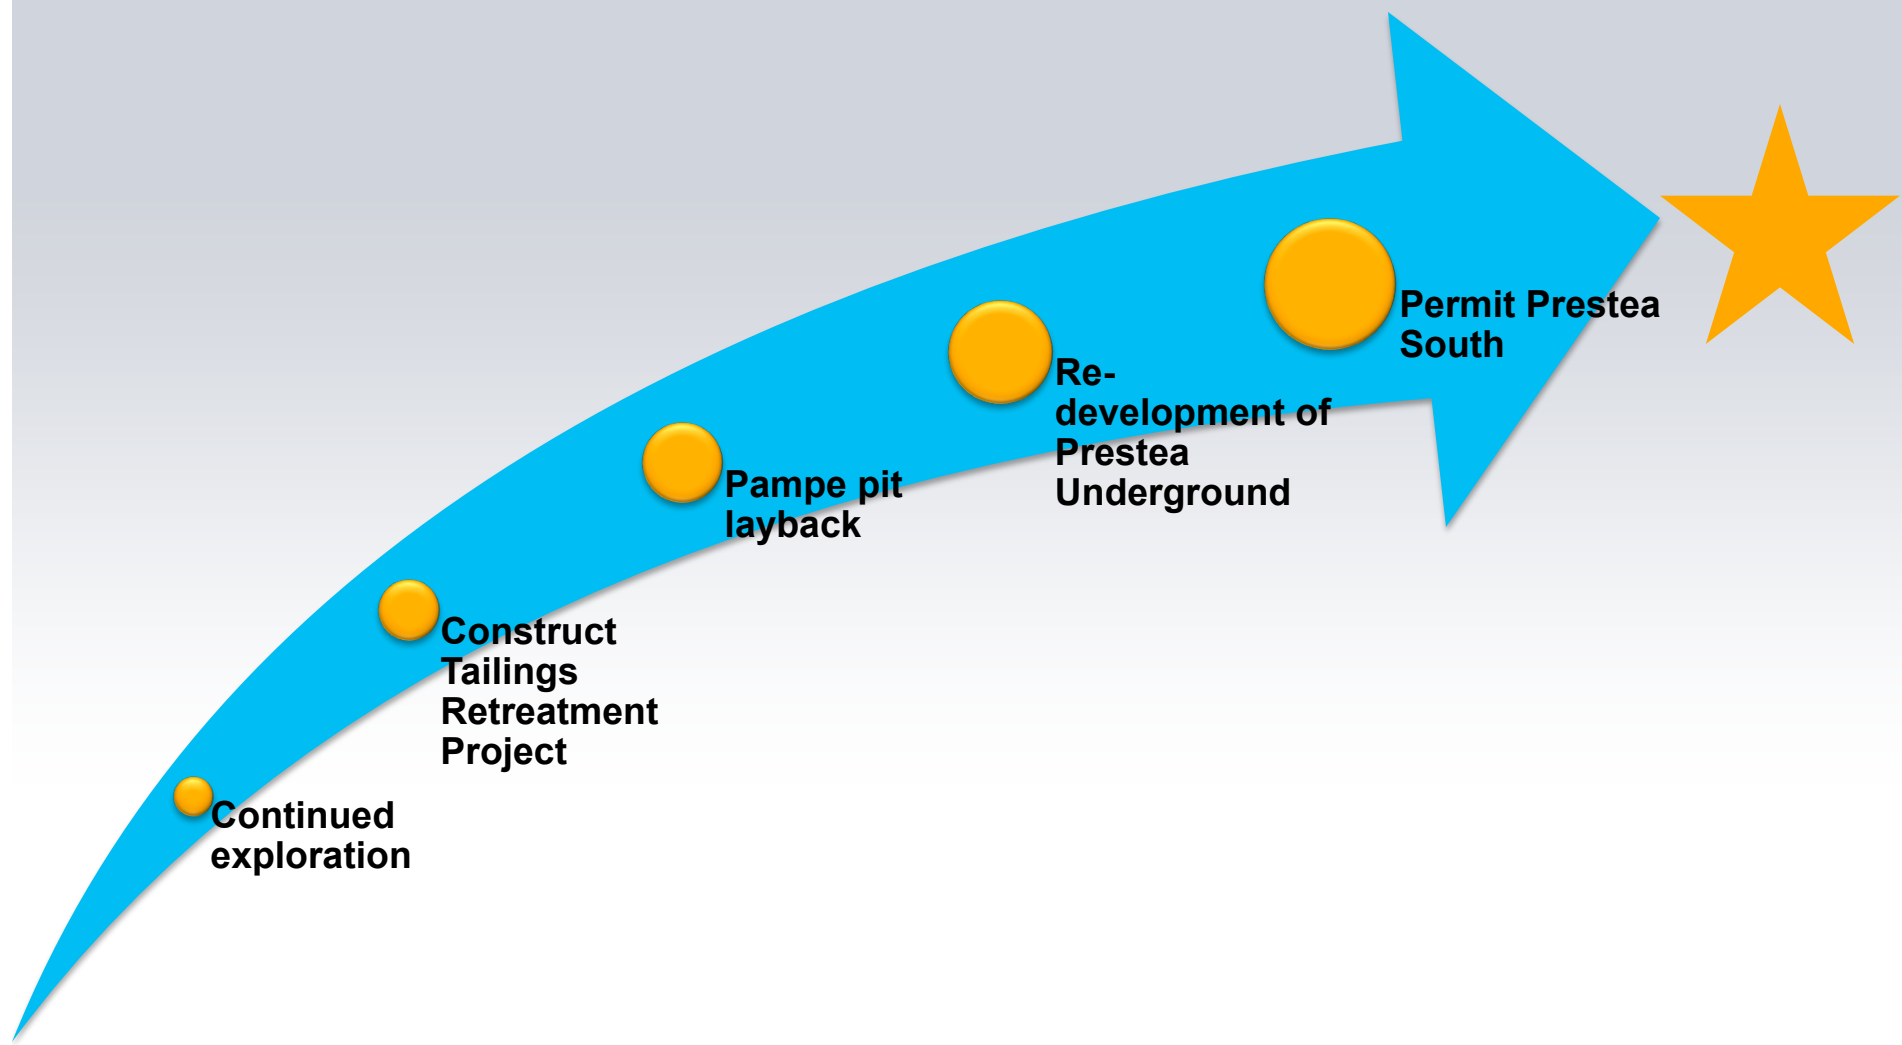 Permit Prestea
South
Re-
development of
Prestea
Underground
Pampe pit
layback
Construct
Tailings
Retreatment
Project
Continued
exploration